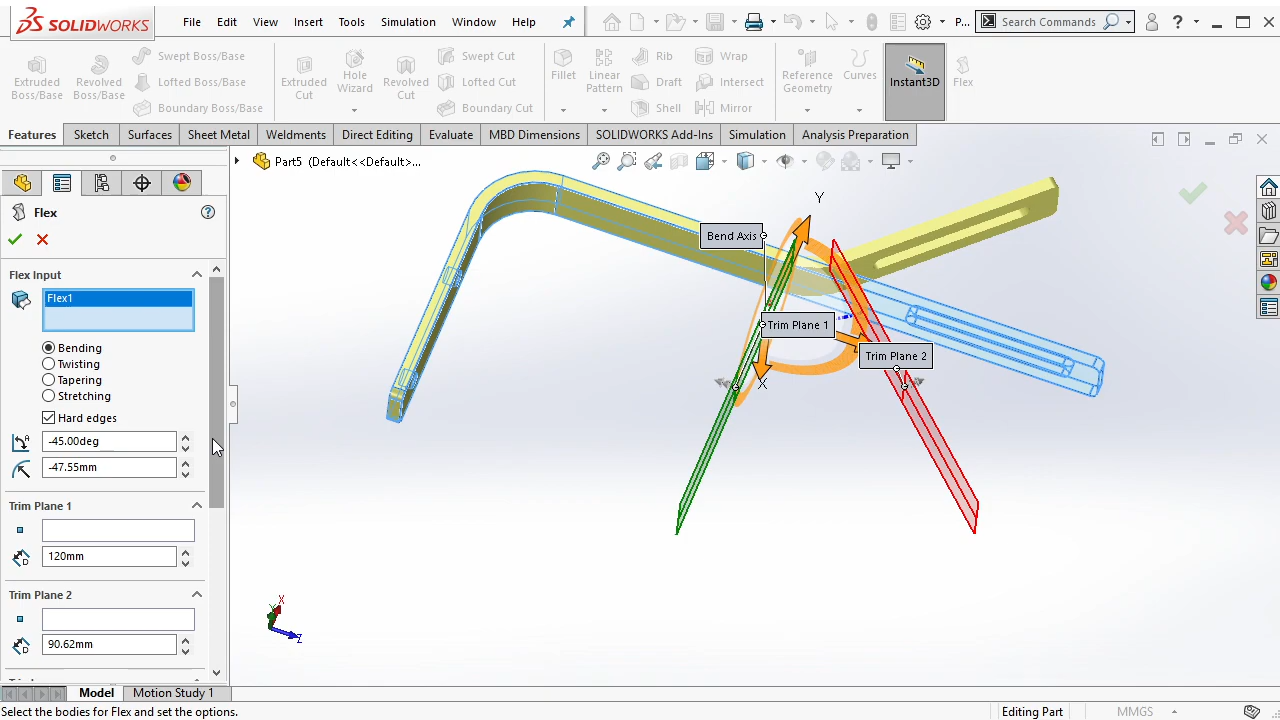 SOLIDWORKS File Edit View Insert Tools Simulation Window Help P... Search Commands ?
Extruded Boss/Base Revolved Boss/Base Swept Boss/Base Lofted Boss/Base Boundary Boss/Base
Extruded Cut Hole Wizard Revolved Cut Swept Cut Lofted Cut Boundary Cut
Fillet Linear Pattern Rib Draft Shell Wrap Intersect Mirror
Reference Geometry Curves Instant3D Flex
Features Sketch Surfaces Sheet Metal Weldments Direct Editing Evaluate MBD Dimensions SOLIDWORKS Add-Ins Simulation Analysis Preparation
Part5 (Default<<Default>...
Flex ?
Flex Input
Flex1
Bending
Twisting
Tapering
Stretching
Hard edges
-45.00deg
-47.55mm
Trim Plane 1
120mm
Trim Plane 2
90.62mm
Y
Bend Axis
Trim Plane 1
Trim Plane 2
X
X
Y
Z
Model Motion Study 1
Select the bodies for Flex and set the options. Editing Part MMGS